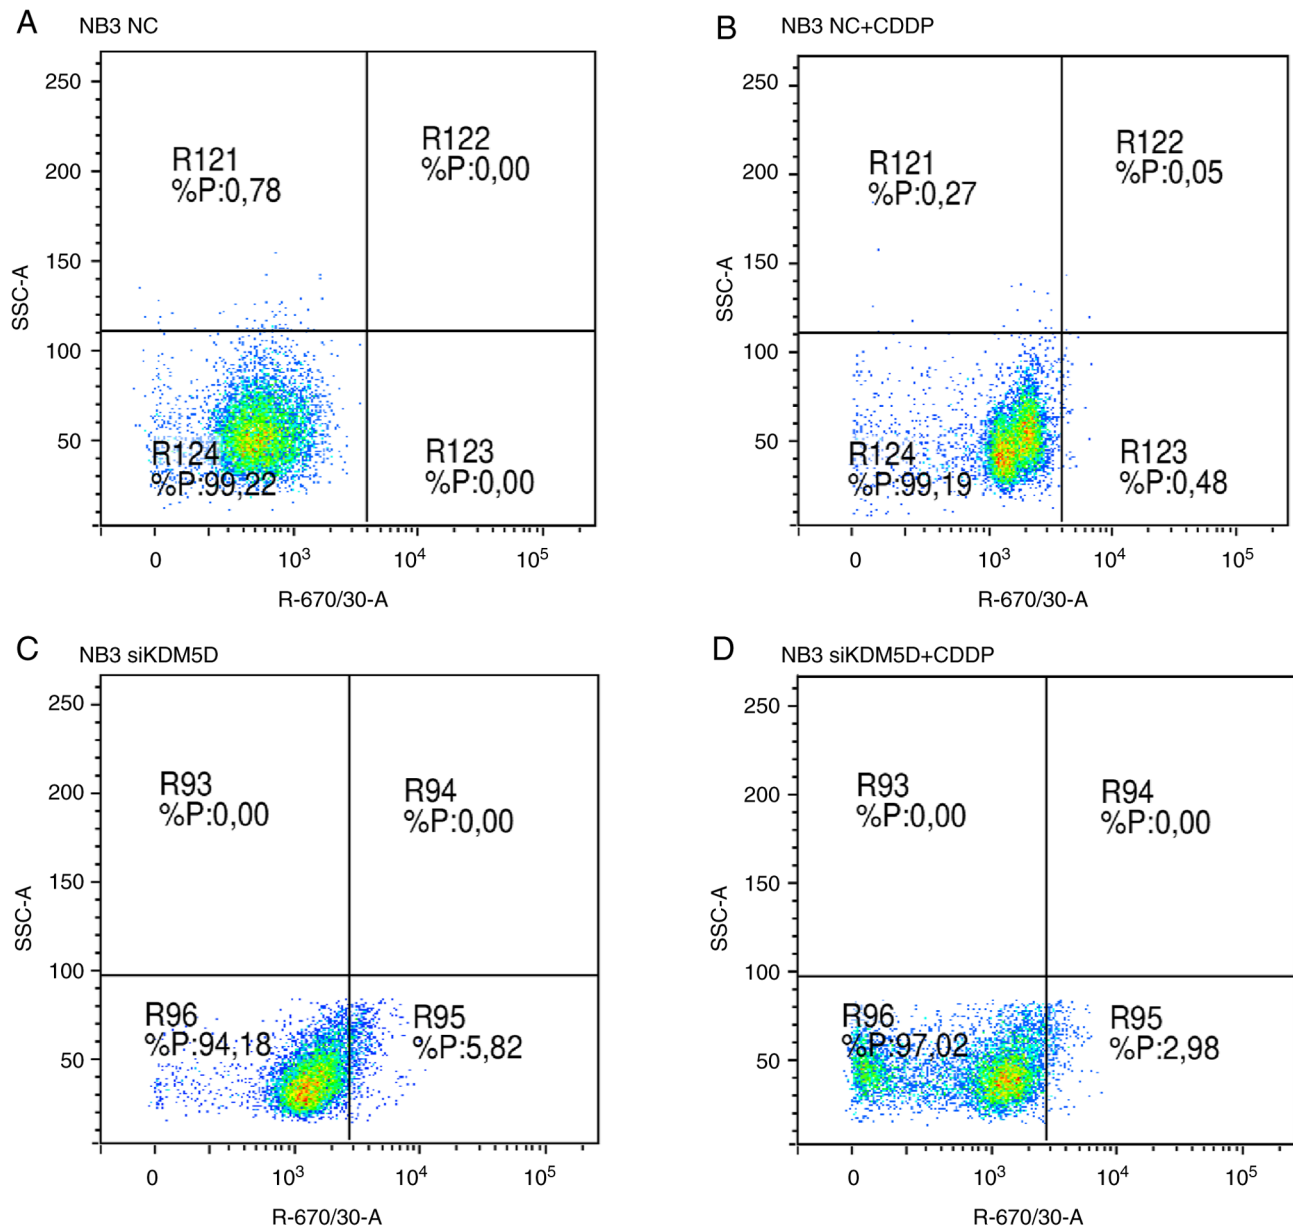 A NB3 NC
250
200
150
100
50
SSC-A
R121
%P:0,78
R122
%P:0,00
R124
%P:99,22
R123
%P:0,00
0 10³ 10⁴ 10⁵
R-670/30-A
B NB3 NC+CDDP
250
200
150
100
50
SSC-A
R121
%P:0,27
R122
%P:0,05
R124
%P:99,19
R123
%P:0,48
0 10³ 10⁴ 10⁵
R-670/30-A
C NB3 siKDM5D
250
200
150
100
50
SSC-A
R93
%P:0,00
R94
%P:0,00
R96
%P:94,18
R95
%P:5,82
0 10³ 10⁴ 10⁵
R-670/30-A
D NB3 siKDM5D+CDDP
250
200
150
100
50
SSC-A
R93
%P:0,00
R94
%P:0,00
R96
%P:97,02
R95
%P:2,98
0 10³ 10⁴ 10⁵
R-670/30-A